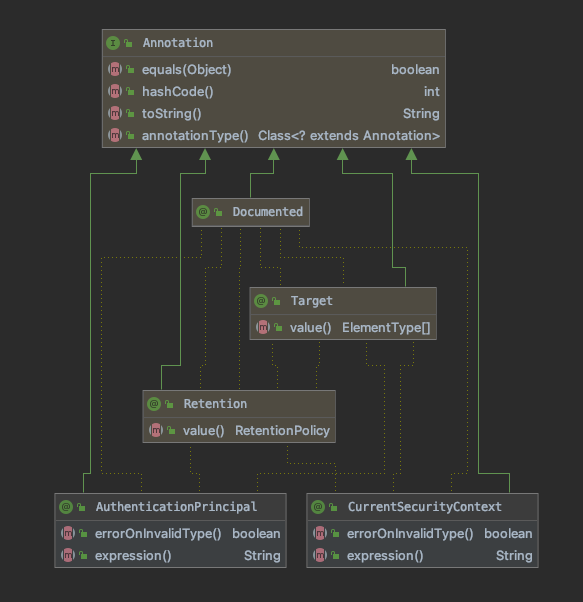 I Annotation
m equals(Object) boolean
m hashCode() int
m toString() String
m annotationType() Class<? extends Annotation>
@ Documented
@ Target
m value() ElementType[]
@ Retention
m value() RetentionPolicy
@ AuthenticationPrincipal
m errorOnInvalidType() boolean
m expression() String
@ CurrentSecurityContext
m errorOnInvalidType() boolean
m expression() String